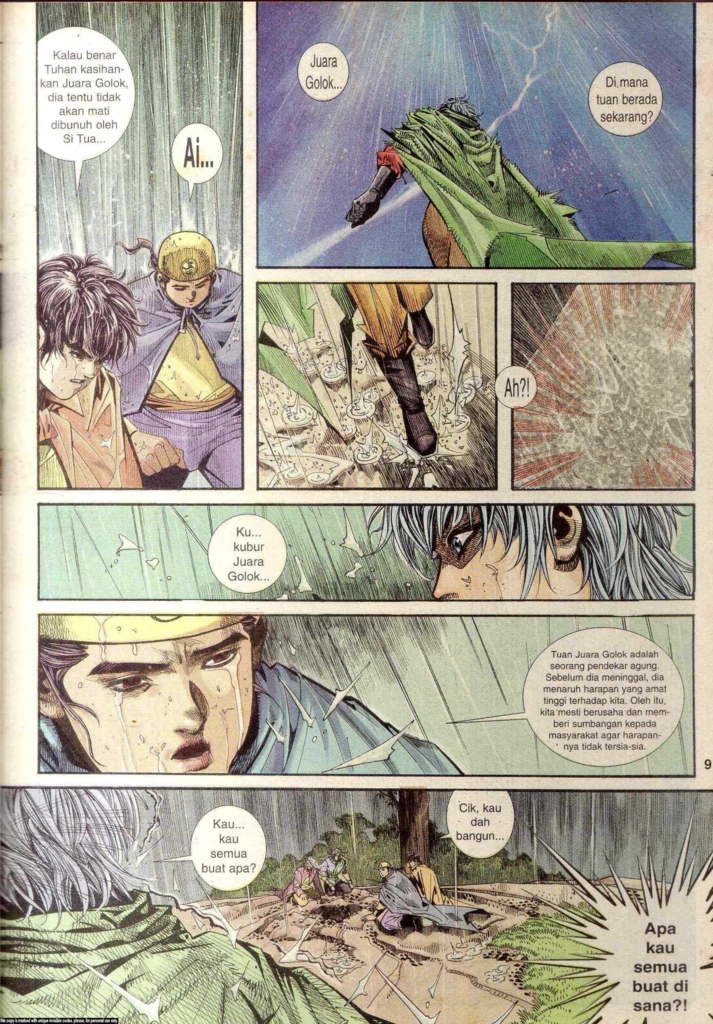 Kalau benar
Tuhan kasihan-
kan Juara Golok,
dia tentu tidak
akan mati
dibunuh oleh
Si Tua...
Ai...
Juara
Golok...
Di mana
tuan berada
sekarang?
Ah?!
Ku...
kubur
Juara
Golok...
Tuan Juara Golok adalah
seorang pendekar agung.
Sebelum dia meninggal, dia
menaruh harapan yang amat
tinggi terhadap kita. Oleh itu,
kita mesti berusaha dan mem-
beri sumbangan kepada
masyarakat agar harapan-
nya tidak tersia-sia.
9
Kau...
kau
semua
buat apa?
Cik, kau
dah
bangun...
Apa
kau
semua
buat di
sana?!